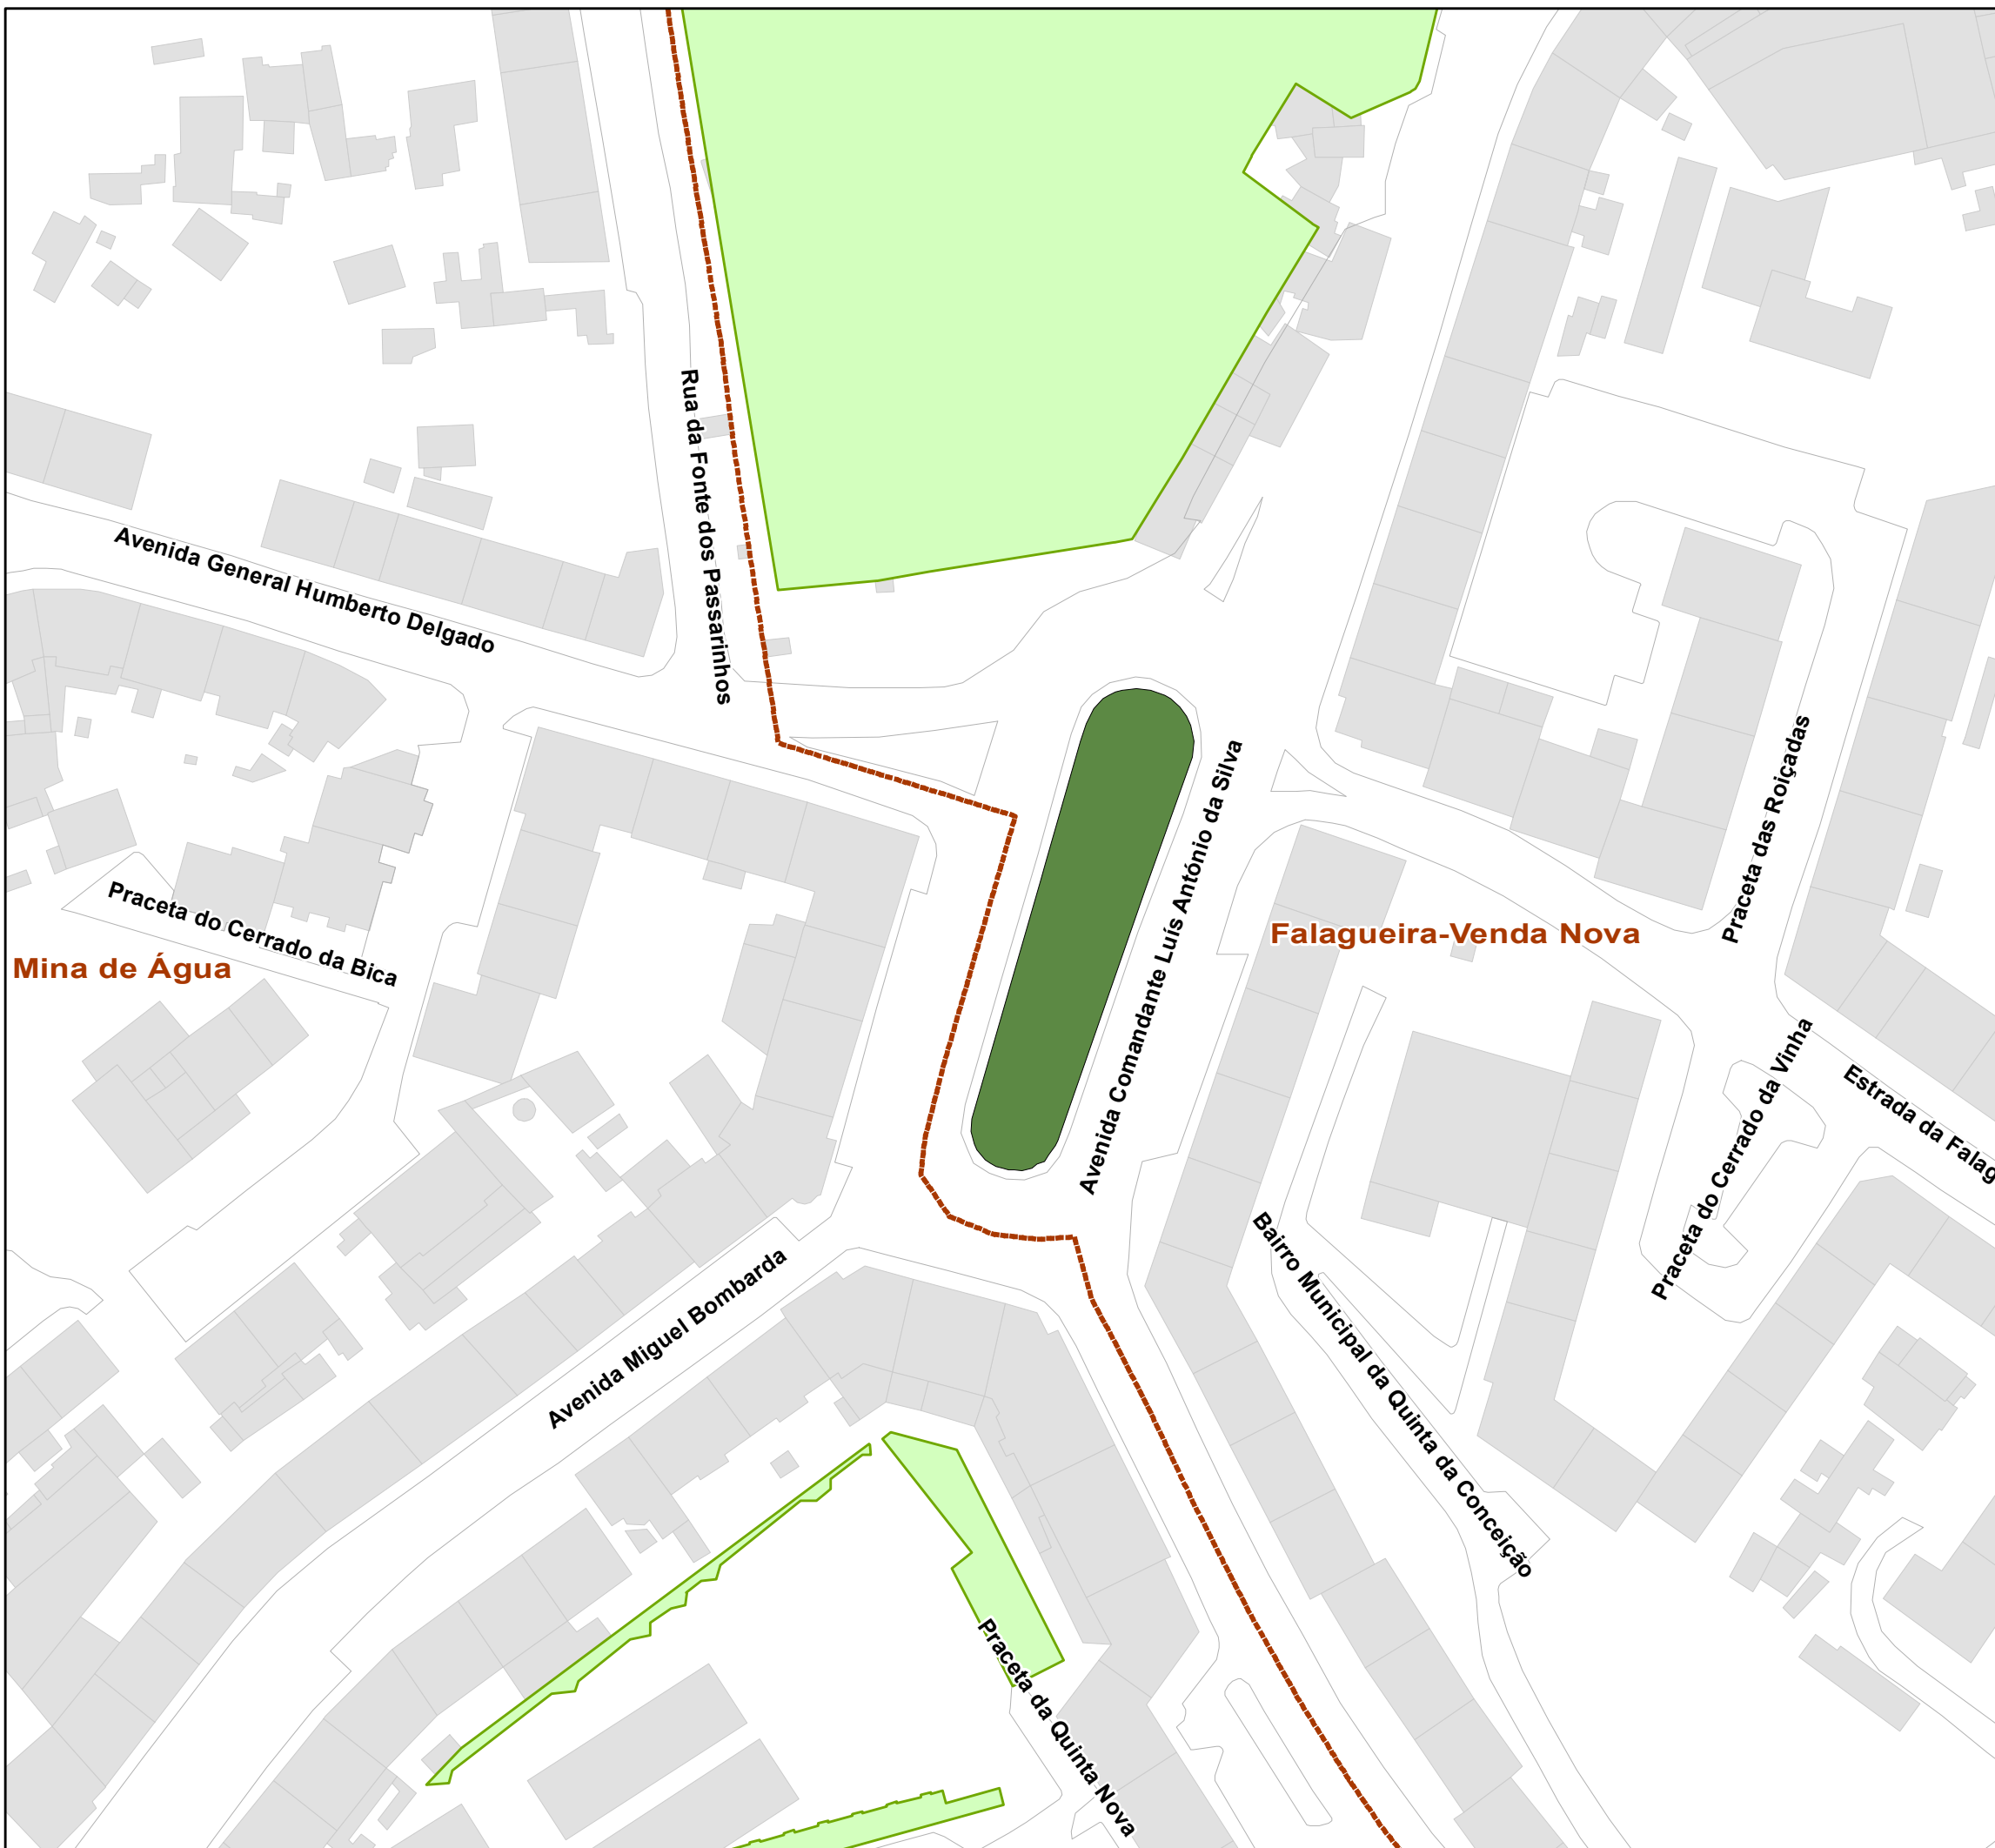 Rua da Fonte dos Passarinhos
Avenida General Humberto Delgado
Praceta do Cerrado da Bica
Mina de Água
Avenida Comandante Luís António da Silva
Falagueira-Venda Nova
Praceta das Roiçadas
Praceta do Cerrado da Vinha
Estrada da Falag
Bairro Municipal da Quinta da Conceição
Avenida Miguel Bombarda
Praceta da Quinta Nova